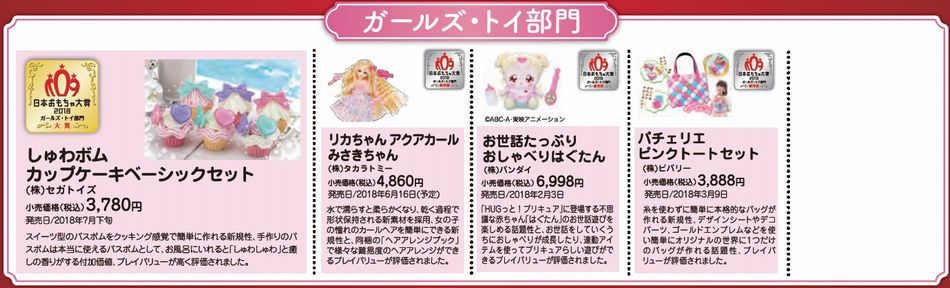 ガールズ・トイ部門
日本おもちゃ大賞
2018
ガールズ・トイ部門
大賞
しゅわボム
カップケーキベーシックセット
(株)セガトイズ
小売価格(税込)3,780円
発売日/2018年7月下旬
スイーツ型のバスボムをクッキング感覚で簡単に作れる新規性、手作りのバ
スボムは本当に使えるバスボムとして、お風呂にいれると「しゅわしゅわ」と癒
しの香りがする付加価値、プレイバリューが高く評価されました。
日本おもちゃ大賞
2018
リカちゃん アクアカール
みさきちゃん
(株)タカラトミー
小売価格(税込)4,860円
発売日/2018年6月16日(予定)
水で濡らすと柔らかくなり、乾く過程で
形状保持される新素材を採用、女の子
の憧れのカールヘアを簡単にできる新
規性と、同梱の「ヘアアレンジブック」
で様々な難易度のヘアアレンジができ
るプレイバリューが評価されました。
日本おもちゃ大賞
2018
©ABC-A・東映アニメーション
お世話たっぷり
おしゃべりはぐたん
(株)バンダイ
小売価格(税込)6,998円
発売日/2018年2月3日
「HUGっと!プリキュア」に登場する不思
議な赤ちゃん「はぐたん」のお世話遊びを
楽しめる話題性と、お世話をしていくう
ちにおしゃべりが成長したり、連動アイ
テムを使ってプリキュアらしい遊びがで
きるプレイバリューが評価されました。
日本おもちゃ大賞
2018
パチェリエ
ピンクトートセット
(株)ビバリー
小売価格(税込)3,888円
発売日/2018年3月9日
糸を使わずに簡単に本格的なバッグが
作れる新規性、デザインシートやデコ
パーツ、ゴールドエンブレムなどを使
い簡単にオリジナルの世界に1つだけ
のバッグが作れる話題性、プレイバ
リューが評価されました。